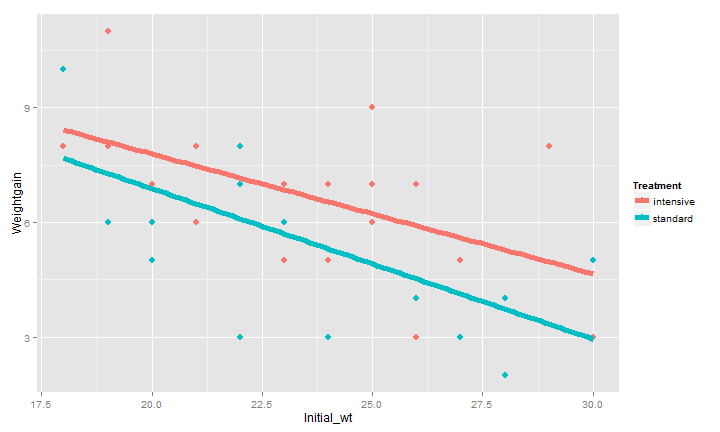 9
6
3
Weightgain
17.5 20.0 22.5 25.0 27.5 30.0
Initial_wt
Treatment
intensive
standard